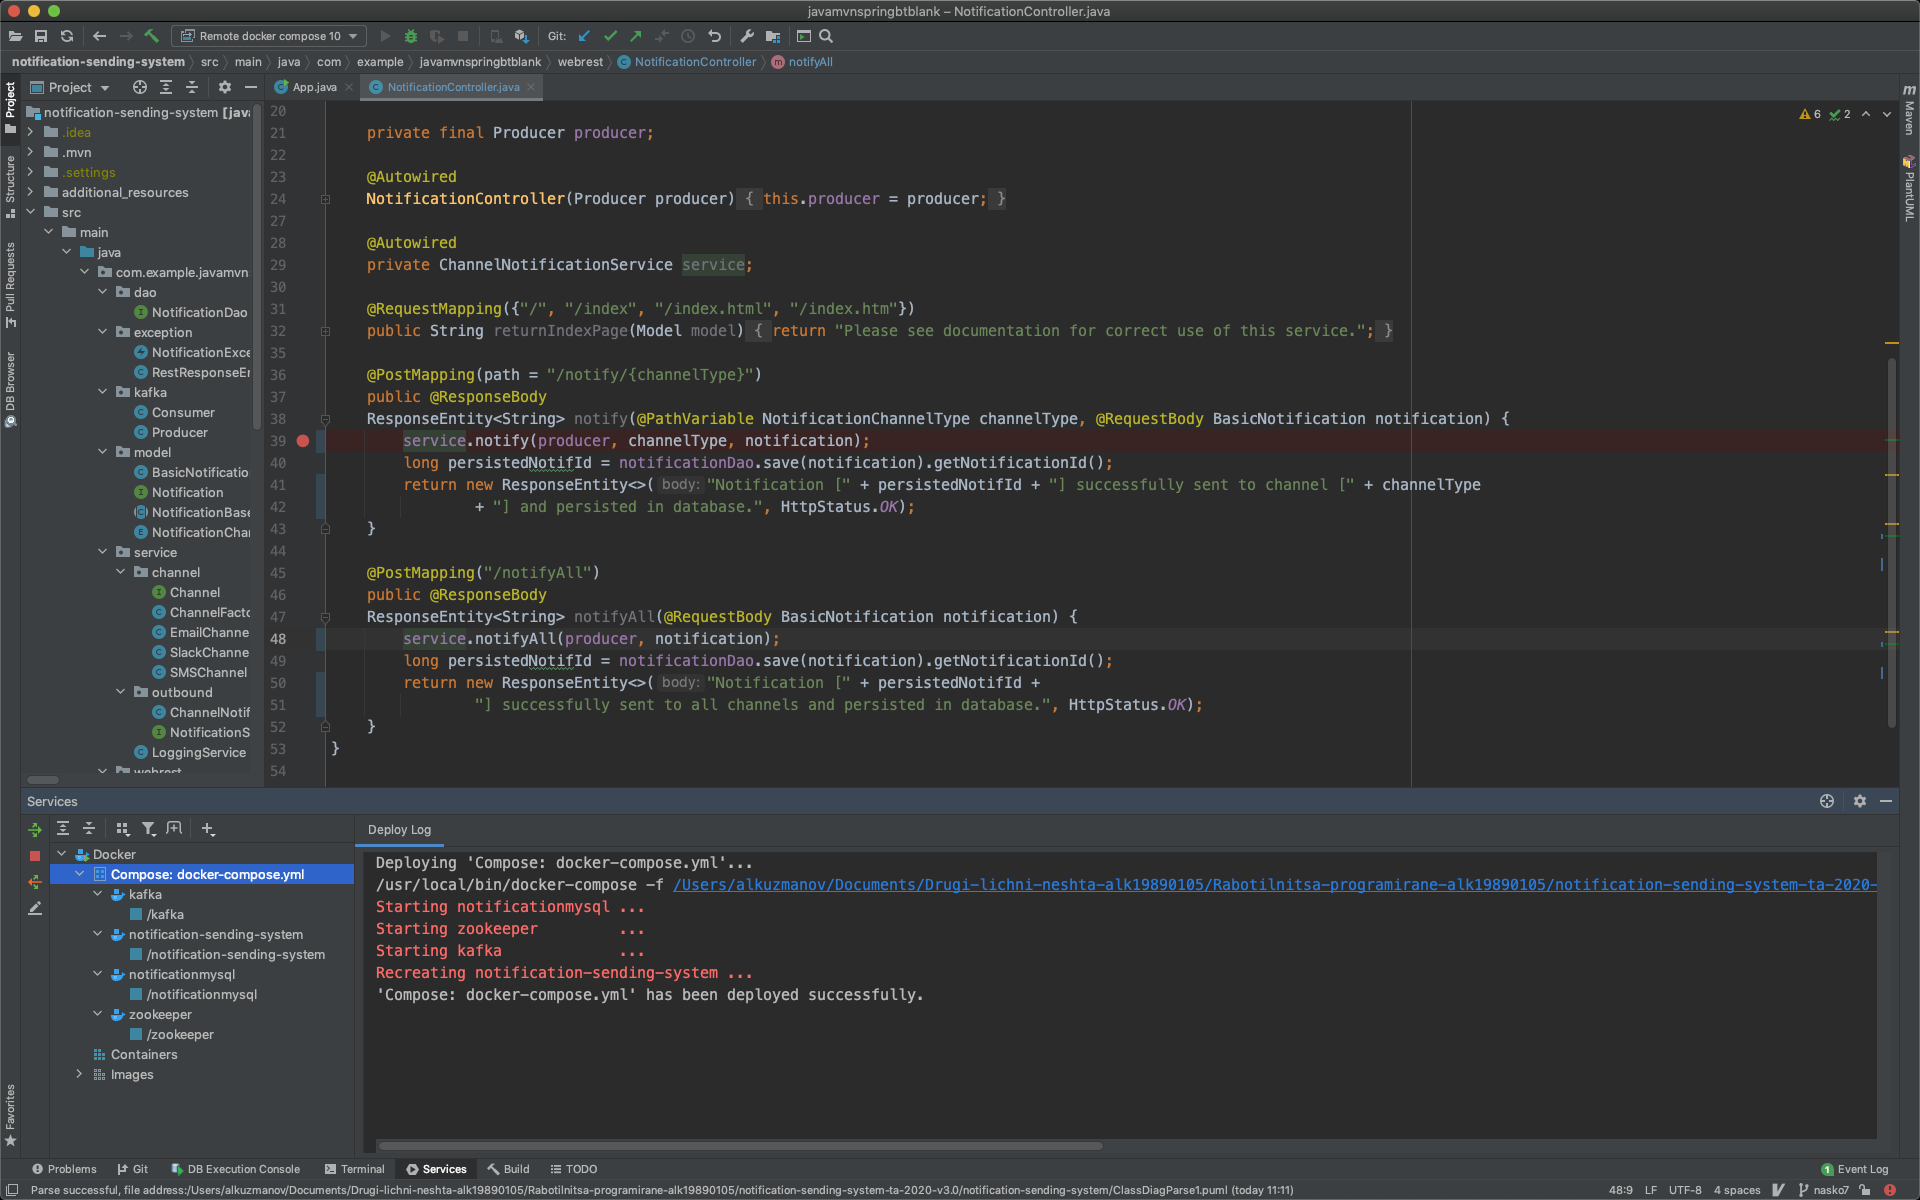 javamvnspringbtblank – NotificationController.java
Remote docker compose 10
Git:
notification-sending-system › src › main › java › com › example › javamvnspringbtblank › webrest › NotificationController › notifyAll
Project
App.java
NotificationController.java
notification-sending-system [java
.idea
.mvn
.settings
additional_resources
src
main
java
com.example.javamvns
dao
NotificationDao
exception
NotificationExce
RestResponseEr
kafka
Consumer
Producer
model
BasicNotificatio
Notification
NotificationBase
NotificationChar
service
channel
Channel
ChannelFacto
EmailChanne
SlackChanne
SMSChannel
outbound
ChannelNotif
NotificationS
LoggingService
webrest
Project
Structure
Pull Requests
DB Browser
Favorites
Maven
PlantUML
6 2
20
21 private final Producer producer;
22
23 @Autowired
24 NotificationController(Producer producer) { this.producer = producer; }
27
28 @Autowired
29 private ChannelNotificationService service;
30
31 @RequestMapping({"/", "/index", "/index.html", "/index.htm"})
32 public String returnIndexPage(Model model) { return "Please see documentation for correct use of this service."; }
35
36 @PostMapping(path = "/notify/{channelType}")
37 public @ResponseBody
38 ResponseEntity<String> notify(@PathVariable NotificationChannelType channelType, @RequestBody BasicNotification notification) {
39 service.notify(producer, channelType, notification);
40 long persistedNotifId = notificationDao.save(notification).getNotificationId();
41 return new ResponseEntity<>( body: "Notification [" + persistedNotifId + "] successfully sent to channel [" + channelType
42 + "] and persisted in database.", HttpStatus.OK);
43 }
44
45 @PostMapping("/notifyAll")
46 public @ResponseBody
47 ResponseEntity<String> notifyAll(@RequestBody BasicNotification notification) {
48 service.notifyAll(producer, notification);
49 long persistedNotifId = notificationDao.save(notification).getNotificationId();
50 return new ResponseEntity<>( body: "Notification [" + persistedNotifId +
51 "] successfully sent to all channels and persisted in database.", HttpStatus.OK);
52 }
53 }
54
Services
Docker
Compose: docker-compose.yml
kafka
/kafka
notification-sending-system
/notification-sending-system
notificationmysql
/notificationmysql
zookeeper
/zookeeper
Containers
Images
Deploy Log
Deploying 'Compose: docker-compose.yml'...
/usr/local/bin/docker-compose -f /Users/alkuzmanov/Documents/Drugi-lichni-neshta-alk19890105/Rabotilnitsa-programirane-alk19890105/notification-sending-system-ta-2020-
Starting notificationmysql ...
Starting zookeeper ...
Starting kafka ...
Recreating notification-sending-system ...
'Compose: docker-compose.yml' has been deployed successfully.
Problems Git DB Execution Console Terminal Services Build TODO 1 Event Log
Parse successful, file address:/Users/alkuzmanov/Documents/Drugi-lichni-neshta-alk19890105/Rabotilnitsa-programirane-alk19890105/notification-sending-system-ta-2020-v3.0/notification-sending-system/ClassDiagParse1.puml (today 11:11) 48:9 LF UTF-8 4 spaces nasko7